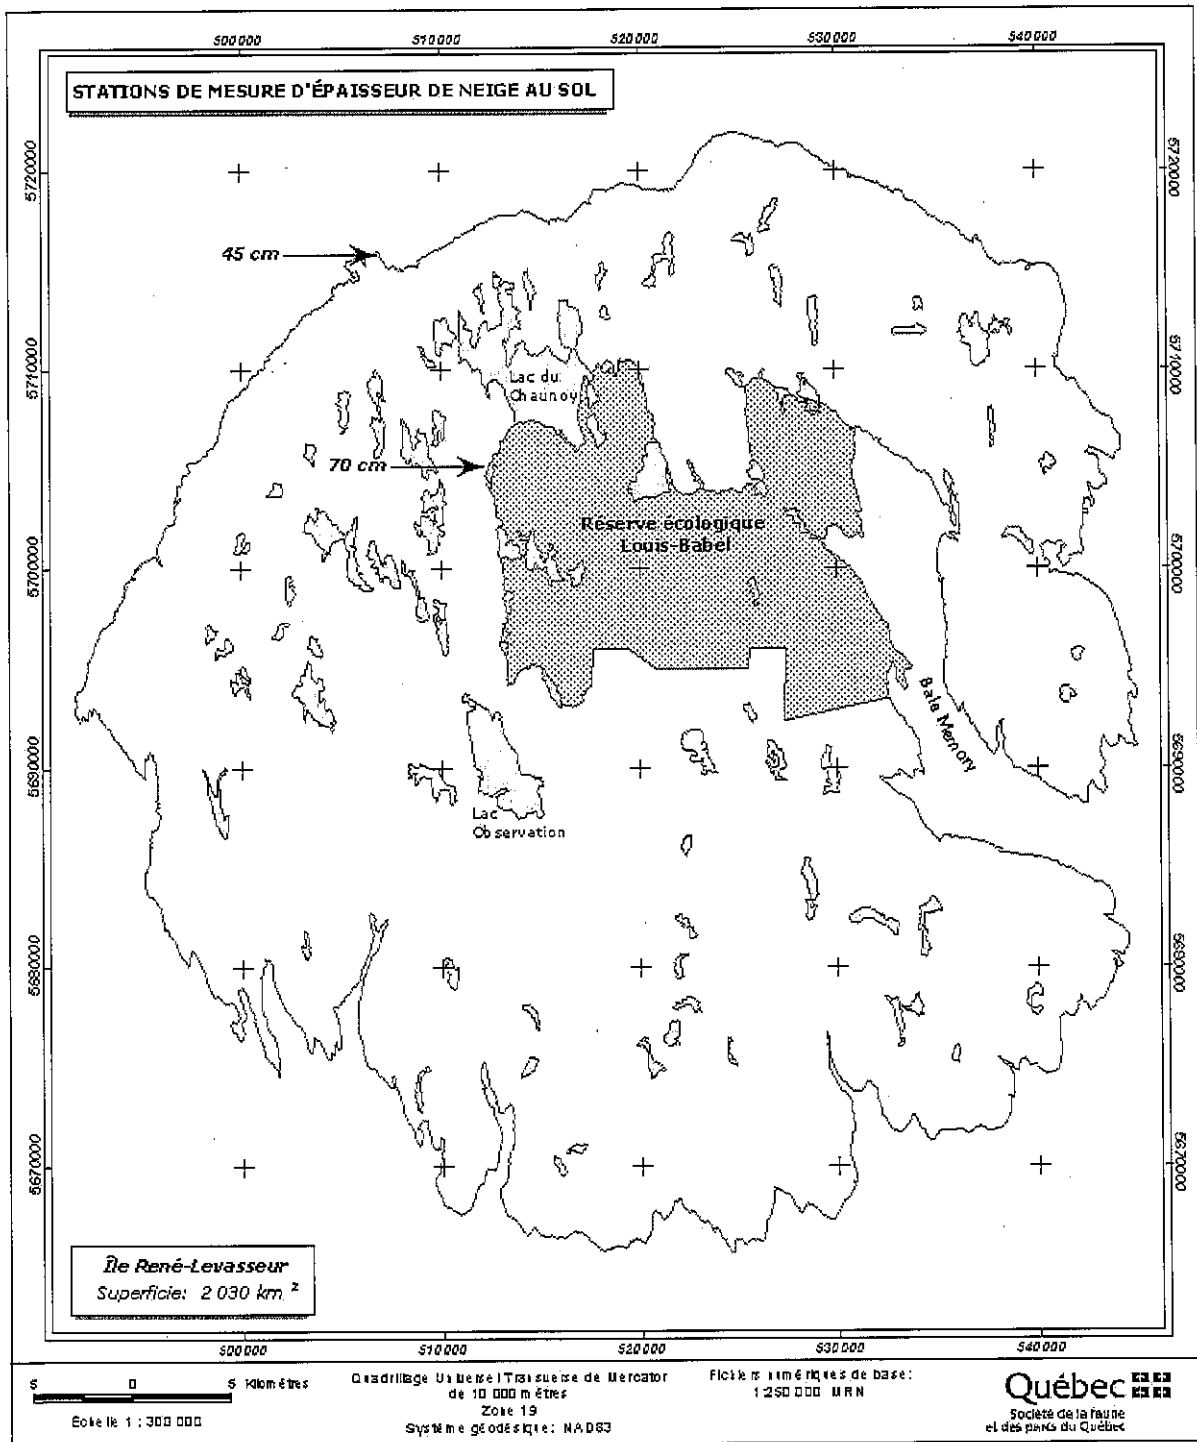 500000 510000 520000 530000 540000
STATIONS DE MESURE D'ÉPAISSEUR DE NEIGE AU SOL
5720000 5720000
45 cm
5710000 5710000
Lac du
Chaunoy
70 cm
Réserve écologique
Louis-Babel
5700000 5700000
Baie Memory
5690000 5690000
Lac
Observation
5680000 5680000
5670000 5670000
Île René-Levasseur
Superficie: 2 030 km ²
500000 510000 520000 530000 540000
5 0 5 Kilomètres
Échelle 1 : 300 000
Quadrillage Universel Transverse de Mercator
de 10 000 mètres
Zone 19
Système géodésique: NAD83
Fichiers numériques de base:
1:250 000 MRN
Québec
Société de la faune
et des parcs du Québec